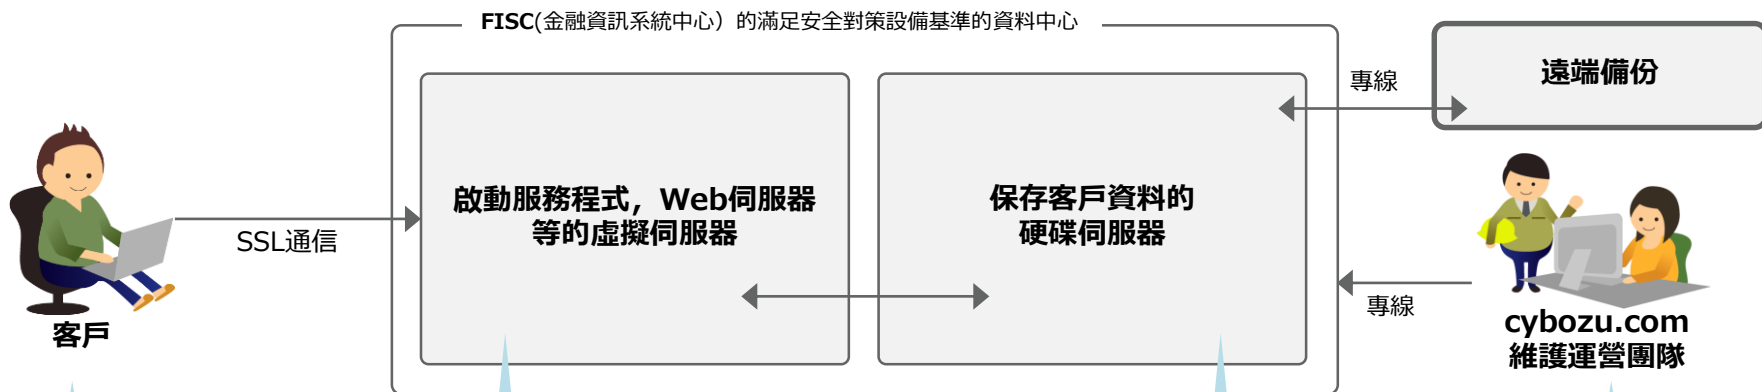 FISC(金融資訊系統中心）的滿足安全對策設備基準的資料中心
專線
遠端備份
啟動服務程式，Web伺服器
等的虛擬伺服器
保存客戶資料的
硬碟伺服器
SSL通信
專線
客戶
cybozu.com
維護運營團隊